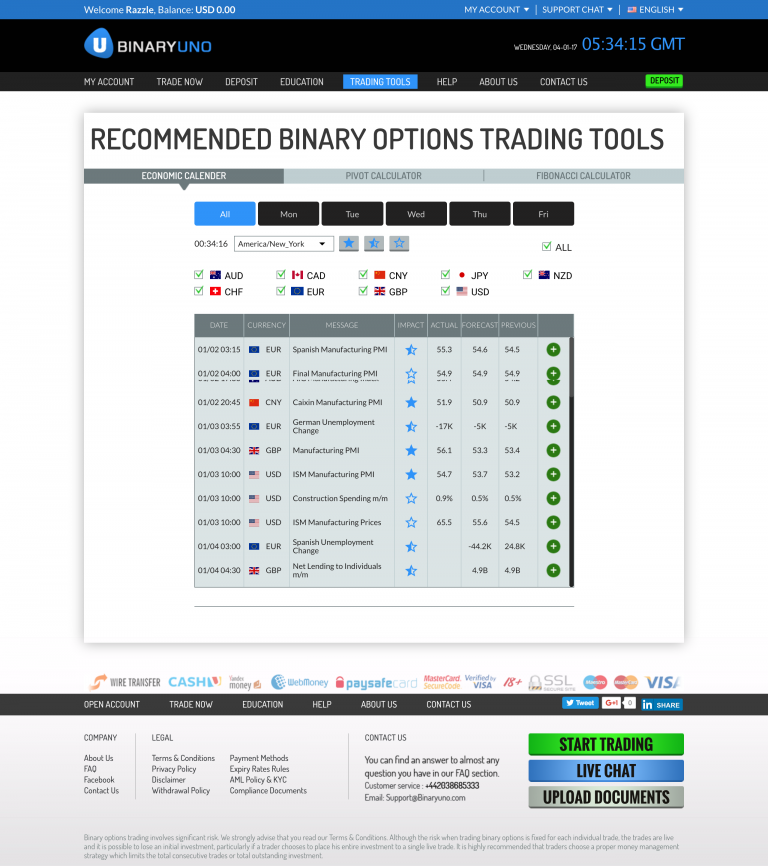 Welcome Razzle, Balance: USD 0.00
MY ACCOUNT SUPPORT CHAT ENGLISH
U BINARYUNO
WEDNESDAY, 04-01-17 05:34:15 GMT
MY ACCOUNT TRADE NOW DEPOSIT EDUCATION TRADING TOOLS HELP ABOUT US CONTACT US DEPOSIT
RECOMMENDED BINARY OPTIONS TRADING TOOLS
ECONOMIC CALENDER PIVOT CALCULATOR FIBONACCI CALCULATOR
All Mon Tue Wed Thu Fri
00:34:16 America/New_York ALL
AUD CAD CNY JPY NZD
CHF EUR GBP USD
DATE CURRENCY MESSAGE IMPACT ACTUAL FORECAST PREVIOUS
01/02 03:15 EUR Spanish Manufacturing PMI 55.3 54.6 54.5
01/02 04:00 EUR Final Manufacturing PMI 54.9 54.9 54.9
01/02 20:45 CNY Caixin Manufacturing PMI 51.9 50.9 50.9
01/03 03:55 EUR German Unemployment Change -17K -5K -5K
01/03 04:30 GBP Manufacturing PMI 56.1 53.3 53.4
01/03 10:00 USD ISM Manufacturing PMI 54.7 53.7 53.2
01/03 10:00 USD Construction Spending m/m 0.9% 0.5% 0.5%
01/03 10:00 USD ISM Manufacturing Prices 65.5 55.6 54.5
01/04 03:00 EUR Spanish Unemployment Change -44.2K 24.8K
01/04 04:30 GBP Net Lending to Individuals m/m 4.9B 4.9B
WIRE TRANSFER CASHU Yandex money WebMoney paysafecard MasterCard SecureCode Verified by VISA 18+ SSL SECURE SITE Maestro MasterCard VISA
OPEN ACCOUNT TRADE NOW EDUCATION HELP ABOUT US CONTACT US
Tweet G+1 0 in SHARE
COMPANY
About Us
FAQ
Facebook
Contact Us
LEGAL
Terms & Conditions
Privacy Policy
Disclaimer
Withdrawal Policy
Payment Methods
Expiry Rates Rules
AML Policy & KYC
Compliance Documents
CONTACT US
You can find an answer to almost any
question you have in our FAQ section.
Customer service : +442038685333
Email: Support@Binaryuno.com
START TRADING
LIVE CHAT
UPLOAD DOCUMENTS
Binary options trading involves significant risk. We strongly advise that you read our Terms & Conditions. Although the risk when trading binary options is fixed for each individual trade, the trades are live
and it is possible to lose an initial investment, particularly if a trader chooses to place his entire investment to a single live trade. It is highly recommended that traders choose a proper money management
strategy which limits the total consecutive trades or total outstanding investment.